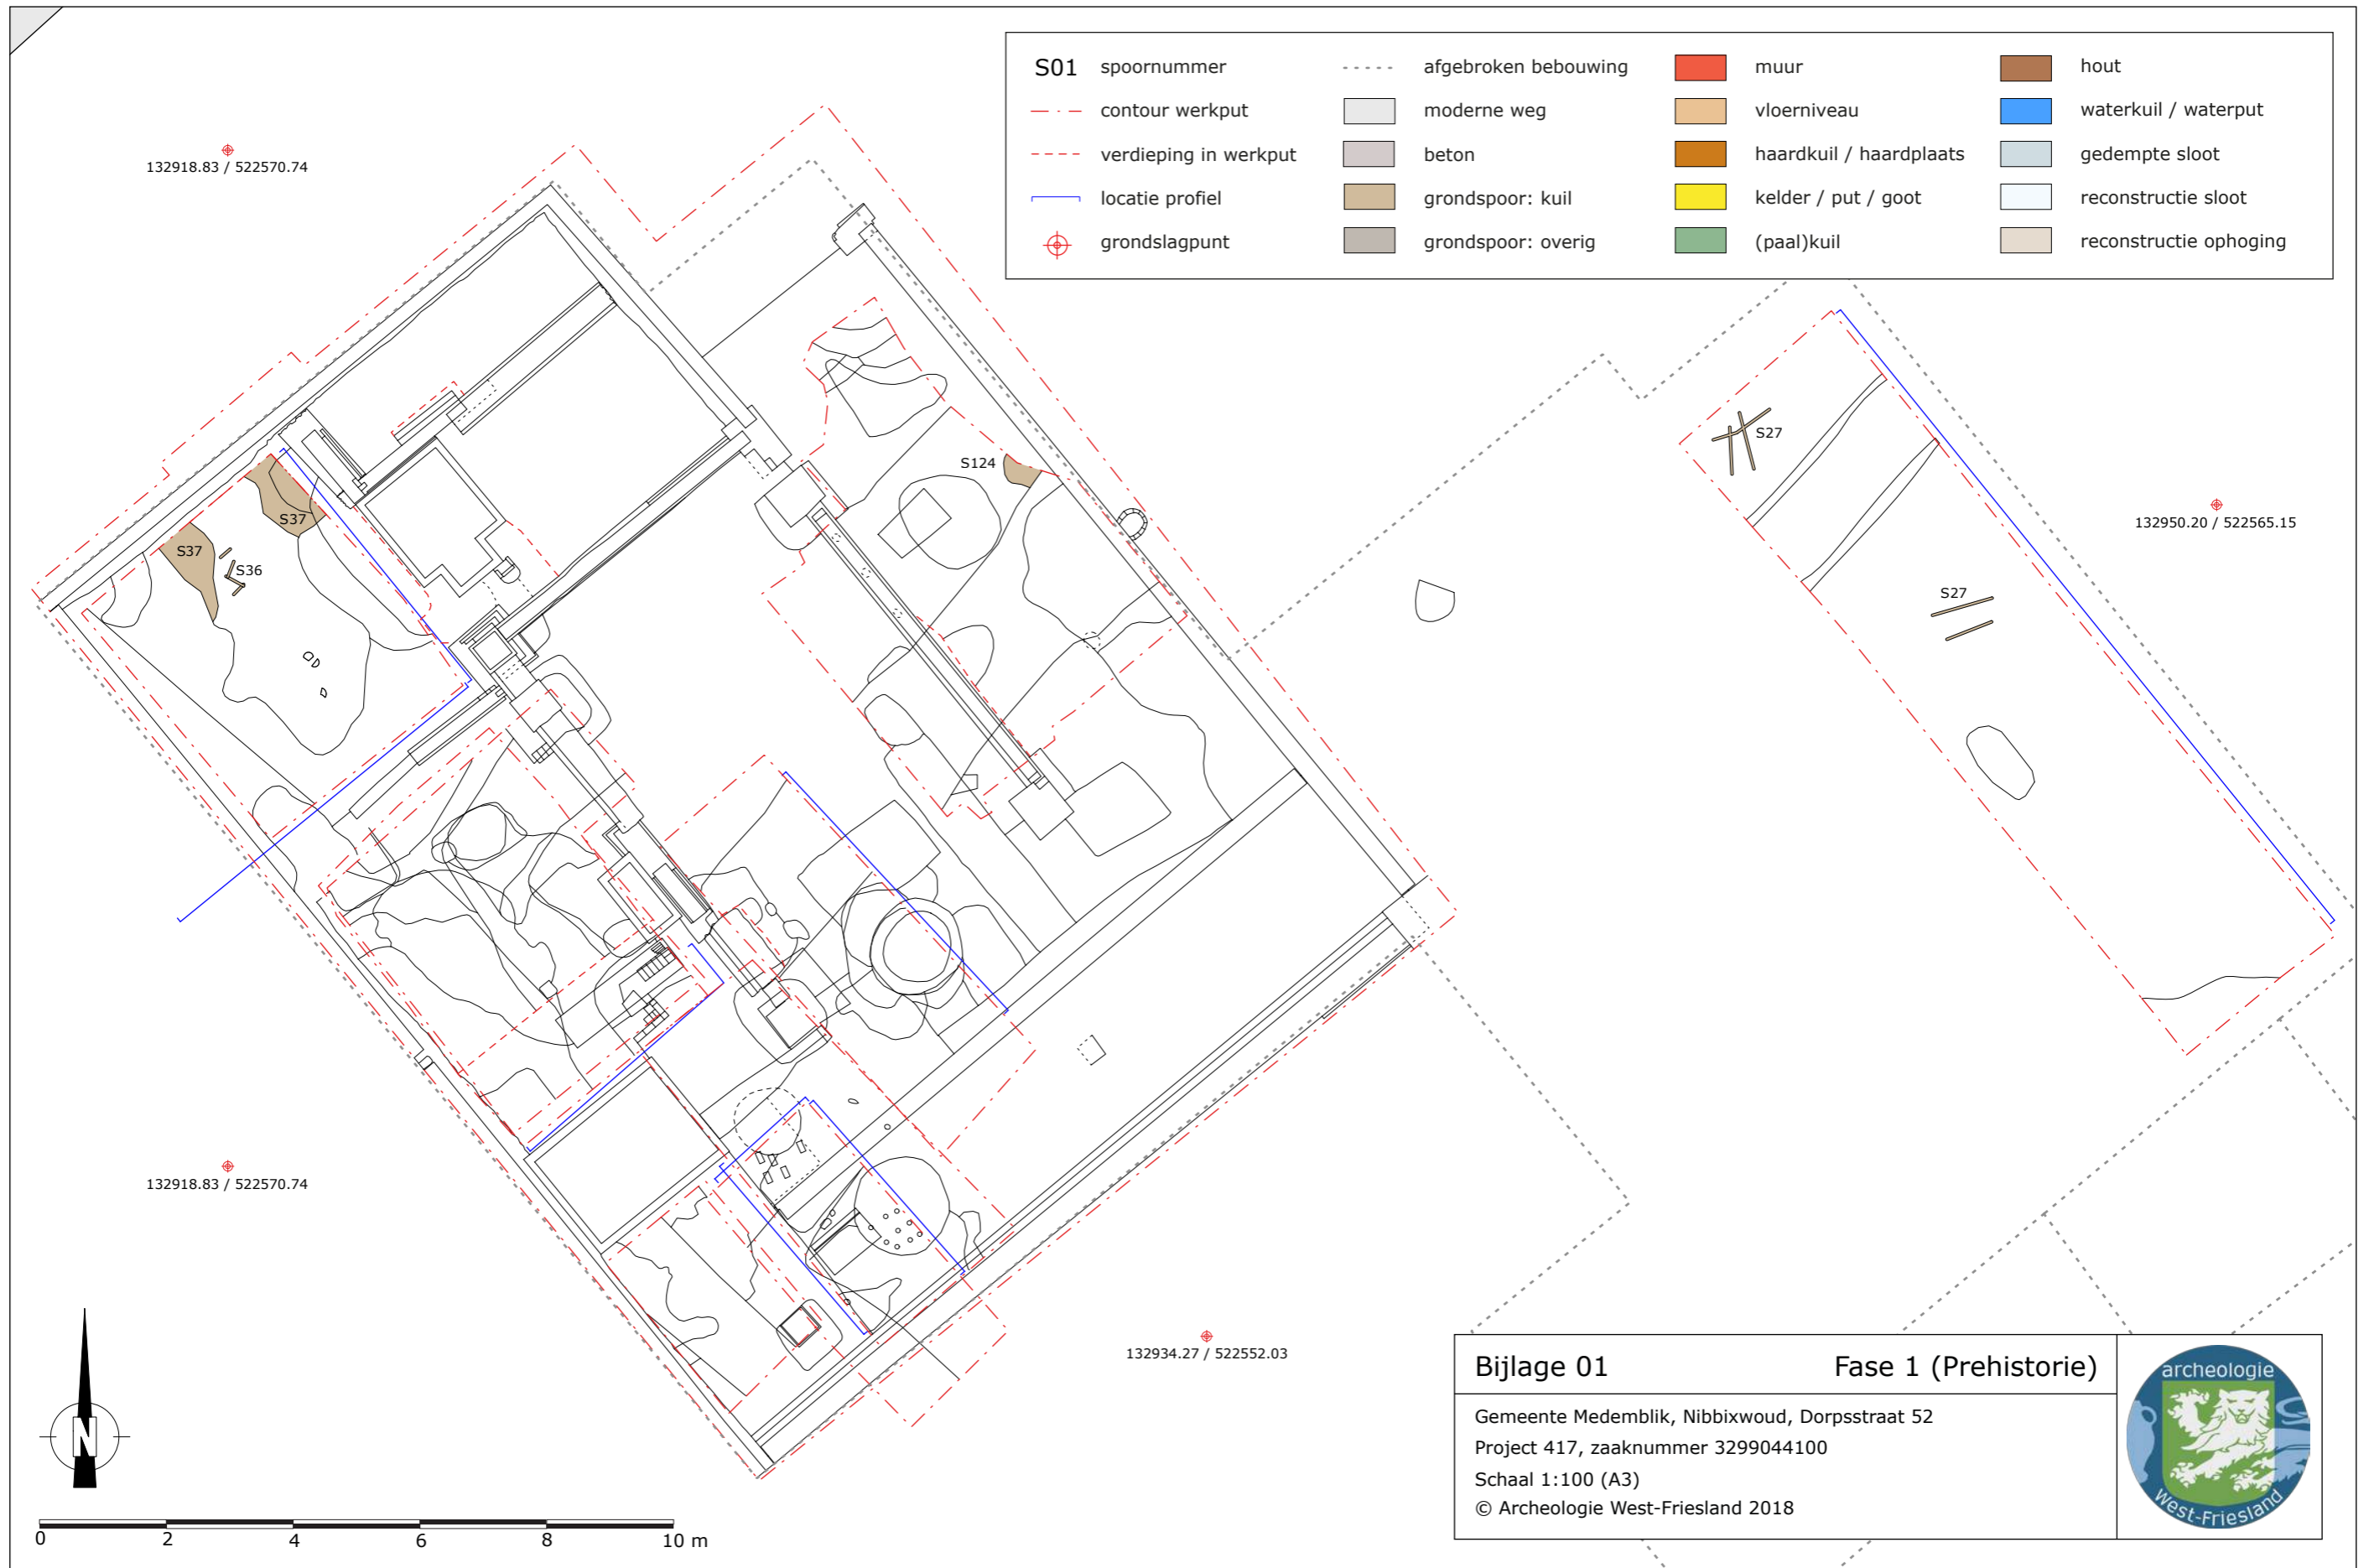 S01 spoornummer
contour werkput
verdieping in werkput
locatie profiel
grondslagpunt
afgebroken bebouwing
moderne weg
beton
grondspoor: kuil
grondspoor: overig
muur
vloerniveau
haardkuil / haardplaats
kelder / put / goot
(paal)kuil
hout
waterkuil / waterput
gedempte sloot
reconstructie sloot
reconstructie ophoging
132918.83 / 522570.74
S27
S124
S37
132950.20 / 522565.15
S37
S36
S27
132918.83 / 522570.74
132934.27 / 522552.03
N
0 2 4 6 8 10 m
Bijlage 01 Fase 1 (Prehistorie)
Gemeente Medemblik, Nibbixwoud, Dorpsstraat 52
Project 417, zaaknummer 3299044100
Schaal 1:100 (A3)
© Archeologie West-Friesland 2018
archeologie
West-Friesland